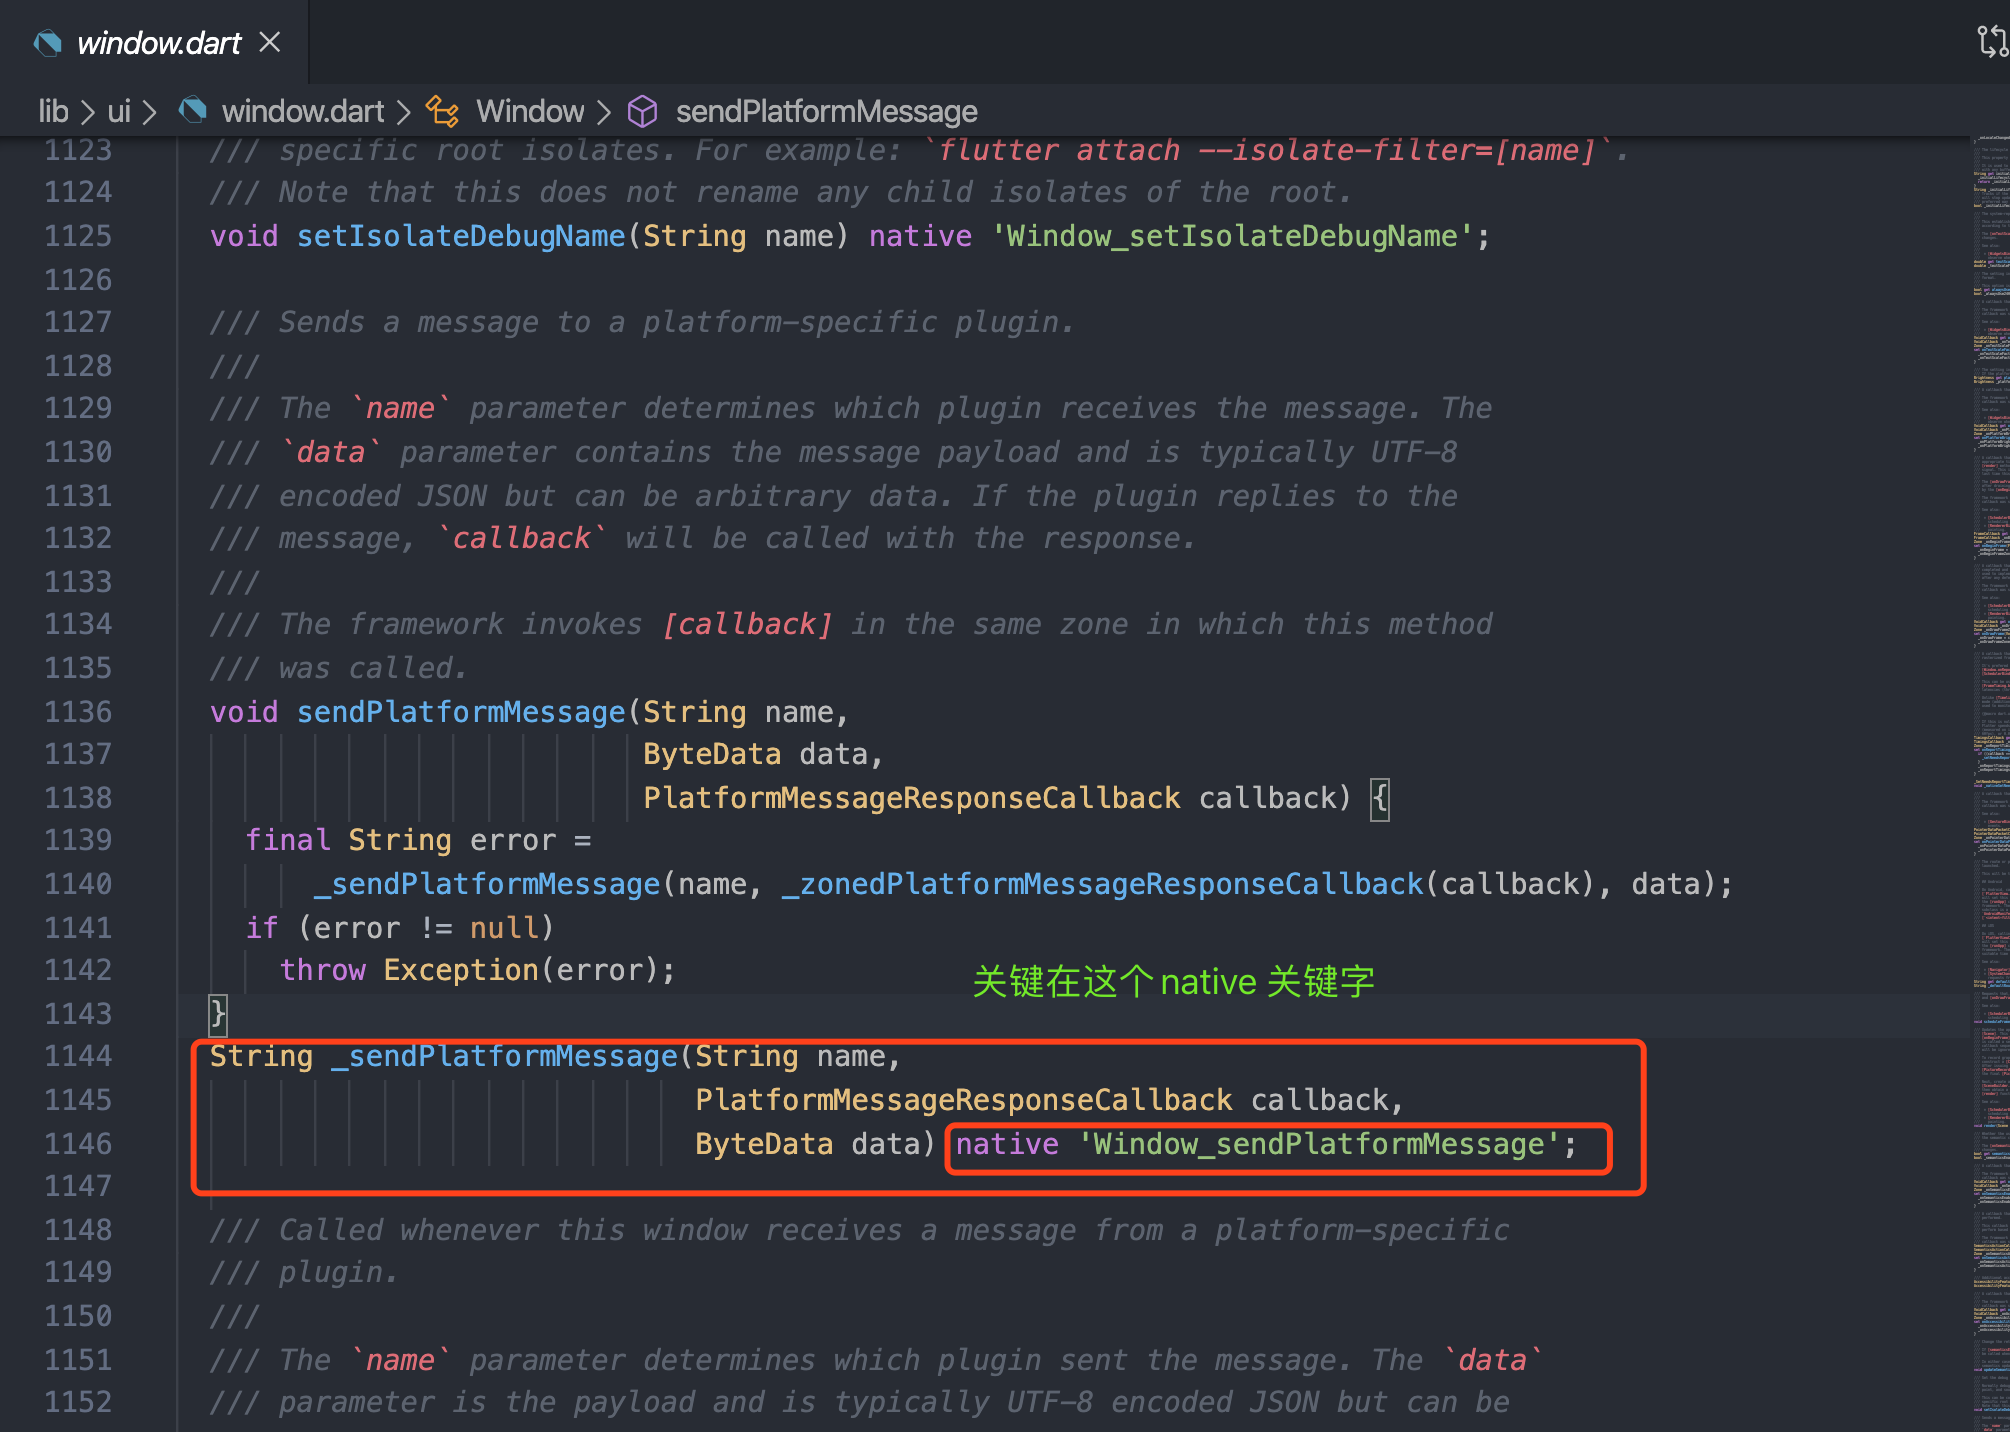 window.dart
lib > ui > window.dart > Window > sendPlatformMessage
1123 /// specific root isolates. For example: `flutter attach --isolate-filter=[name]`.
1124 /// Note that this does not rename any child isolates of the root.
1125 void setIsolateDebugName(String name) native 'Window_setIsolateDebugName';
1126
1127 /// Sends a message to a platform-specific plugin.
1128 ///
1129 /// The `name` parameter determines which plugin receives the message. The
1130 /// `data` parameter contains the message payload and is typically UTF-8
1131 /// encoded JSON but can be arbitrary data. If the plugin replies to the
1132 /// message, `callback` will be called with the response.
1133 ///
1134 /// The framework invokes [callback] in the same zone in which this method
1135 /// was called.
1136 void sendPlatformMessage(String name,
1137 ByteData data,
1138 PlatformMessageResponseCallback callback) {
1139 final String error =
1140 _sendPlatformMessage(name, _zonedPlatformMessageResponseCallback(callback), data);
1141 if (error != null)
1142 throw Exception(error);
关键在这个 native 关键字
1143 }
1144 String _sendPlatformMessage(String name,
1145 PlatformMessageResponseCallback callback,
1146 ByteData data) native 'Window_sendPlatformMessage';
1147
1148 /// Called whenever this window receives a message from a platform-specific
1149 /// plugin.
1150 ///
1151 /// The `name` parameter determines which plugin sent the message. The `data`
1152 /// parameter is the payload and is typically UTF-8 encoded JSON but can be